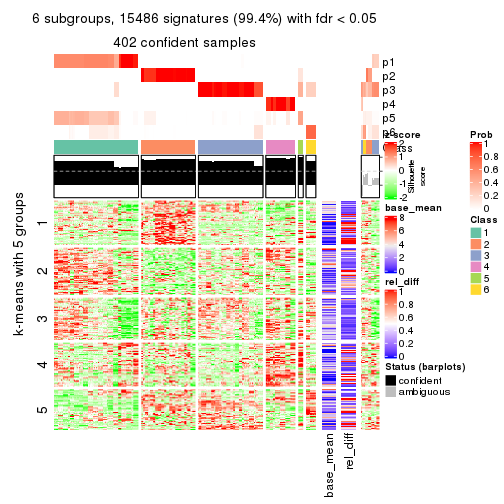 6 subgroups, 15486 signatures (99.4%) with fdr < 0.05
402 confident samples
p1
p2
p3
p4
p5
p6
Class
Silhouette
score
k-means with 5 groups
1
2
3
4
5
base_mean
rel_diff
z_score
2
1
0
-1
-2
base_mean
8
6
4
2
0
rel_diff
1
0.8
0.6
0.4
0.2
0
Status (barplots)
confident
ambiguous
Prob
1
0.8
0.6
0.4
0.2
0
Class
1
2
3
4
5
6